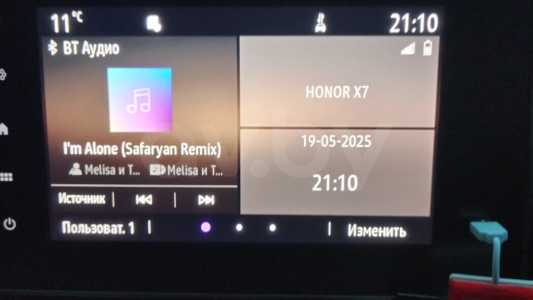 11°C
21:10
BT Аудио
I'm Alone (Safaryan Remix)
Melisa и T... Melisa и T...
Источник
HONOR X7
19-05-2025
21:10
Пользоват. 1
Изменить